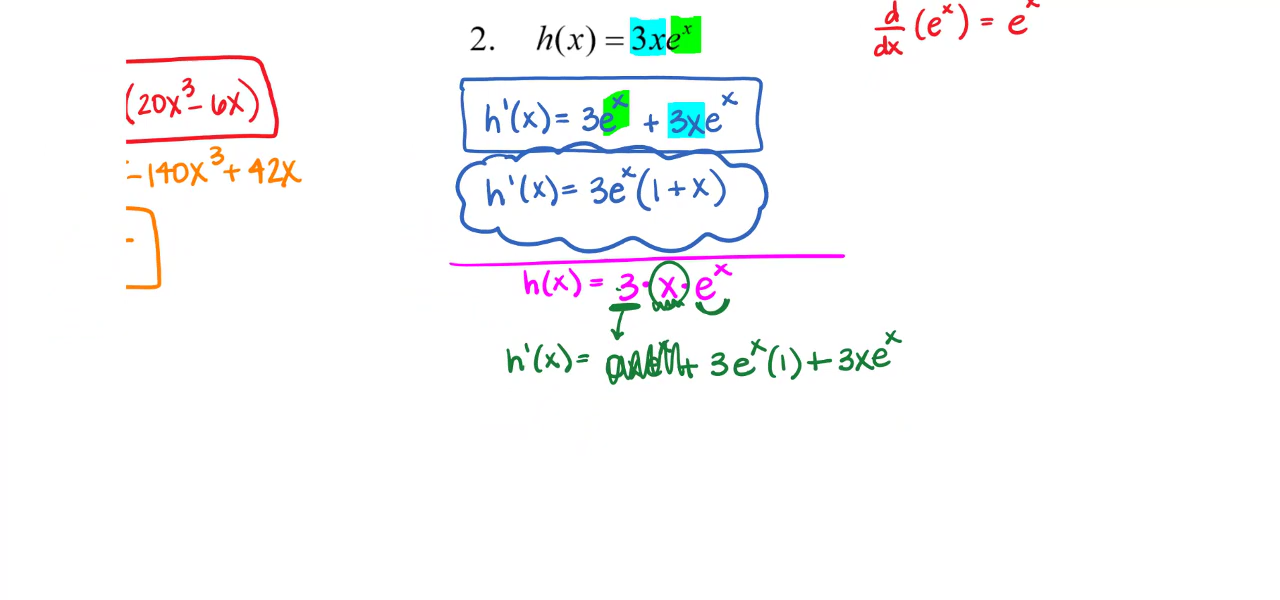 (20x³ - 6x)
- 140x³ + 42x
-
2. h(x) = 3xeˣ
h'(x) = 3eˣ + 3xeˣ
h'(x) = 3eˣ(1 + x)
h(x) = 3 · x · eˣ
h'(x) = + 3eˣ(1) + 3xeˣ
d/dx (eˣ) = eˣ